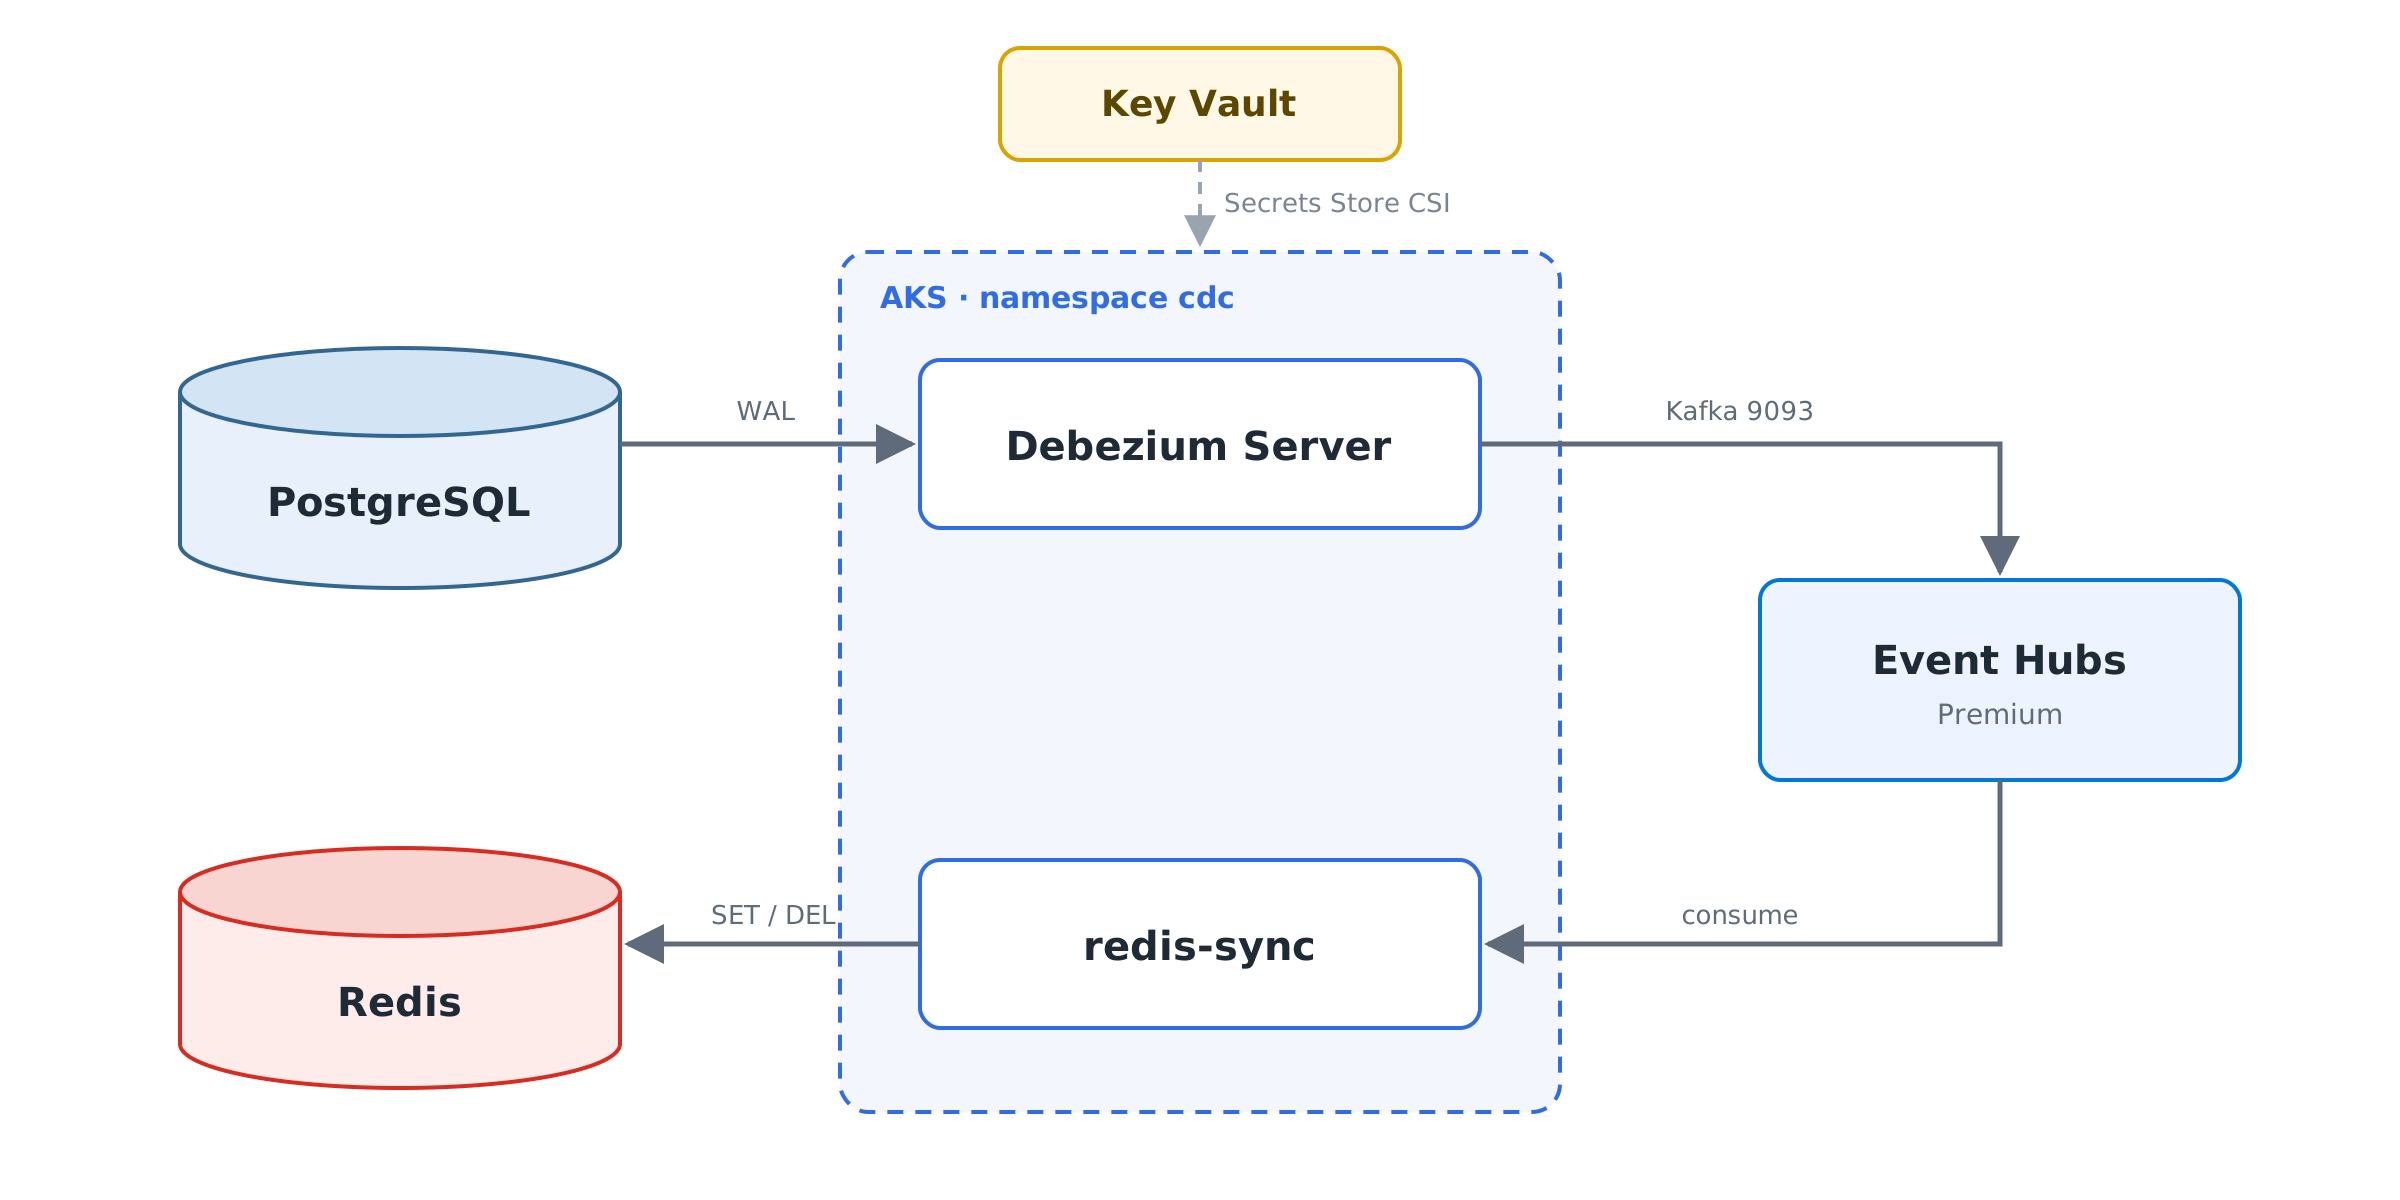 Key Vault
Secrets Store CSI
AKS · namespace cdc
WAL
Kafka 9093
Debezium Server
PostgreSQL
Event Hubs
Premium
SET / DEL
consume
redis-sync
Redis